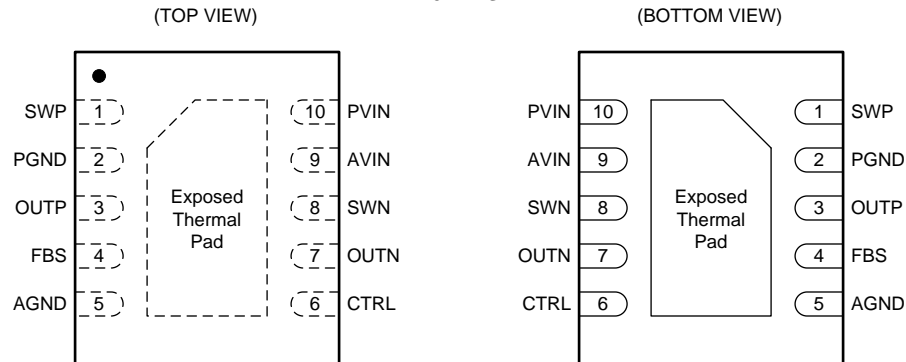 (TOP VIEW)
SWP 1
PGND 2
OUTP 3
FBS 4
AGND 5
Exposed
Thermal
Pad
10 PVIN
9 AVIN
8 SWN
7 OUTN
6 CTRL
(BOTTOM VIEW)
PVIN 10
AVIN 9
SWN 8
OUTN 7
CTRL 6
Exposed
Thermal
Pad
1 SWP
2 PGND
3 OUTP
4 FBS
5 AGND